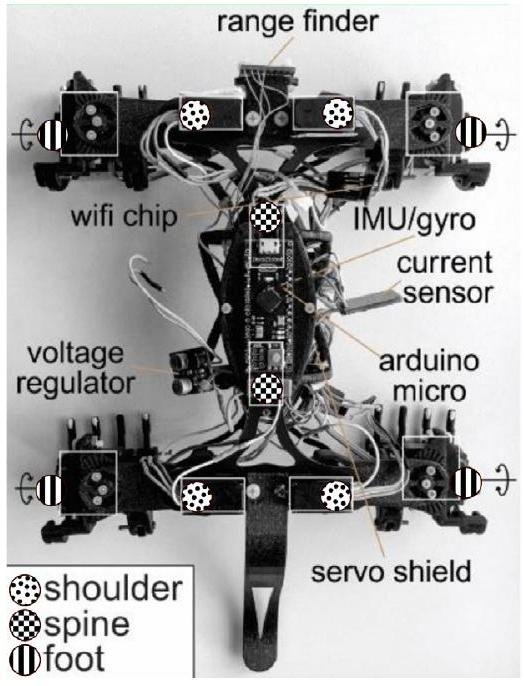 range finder
wifi chip
IMU/gyro
current
sensor
voltage
regulator
arduino
micro
servo shield
shoulder
spine
foot